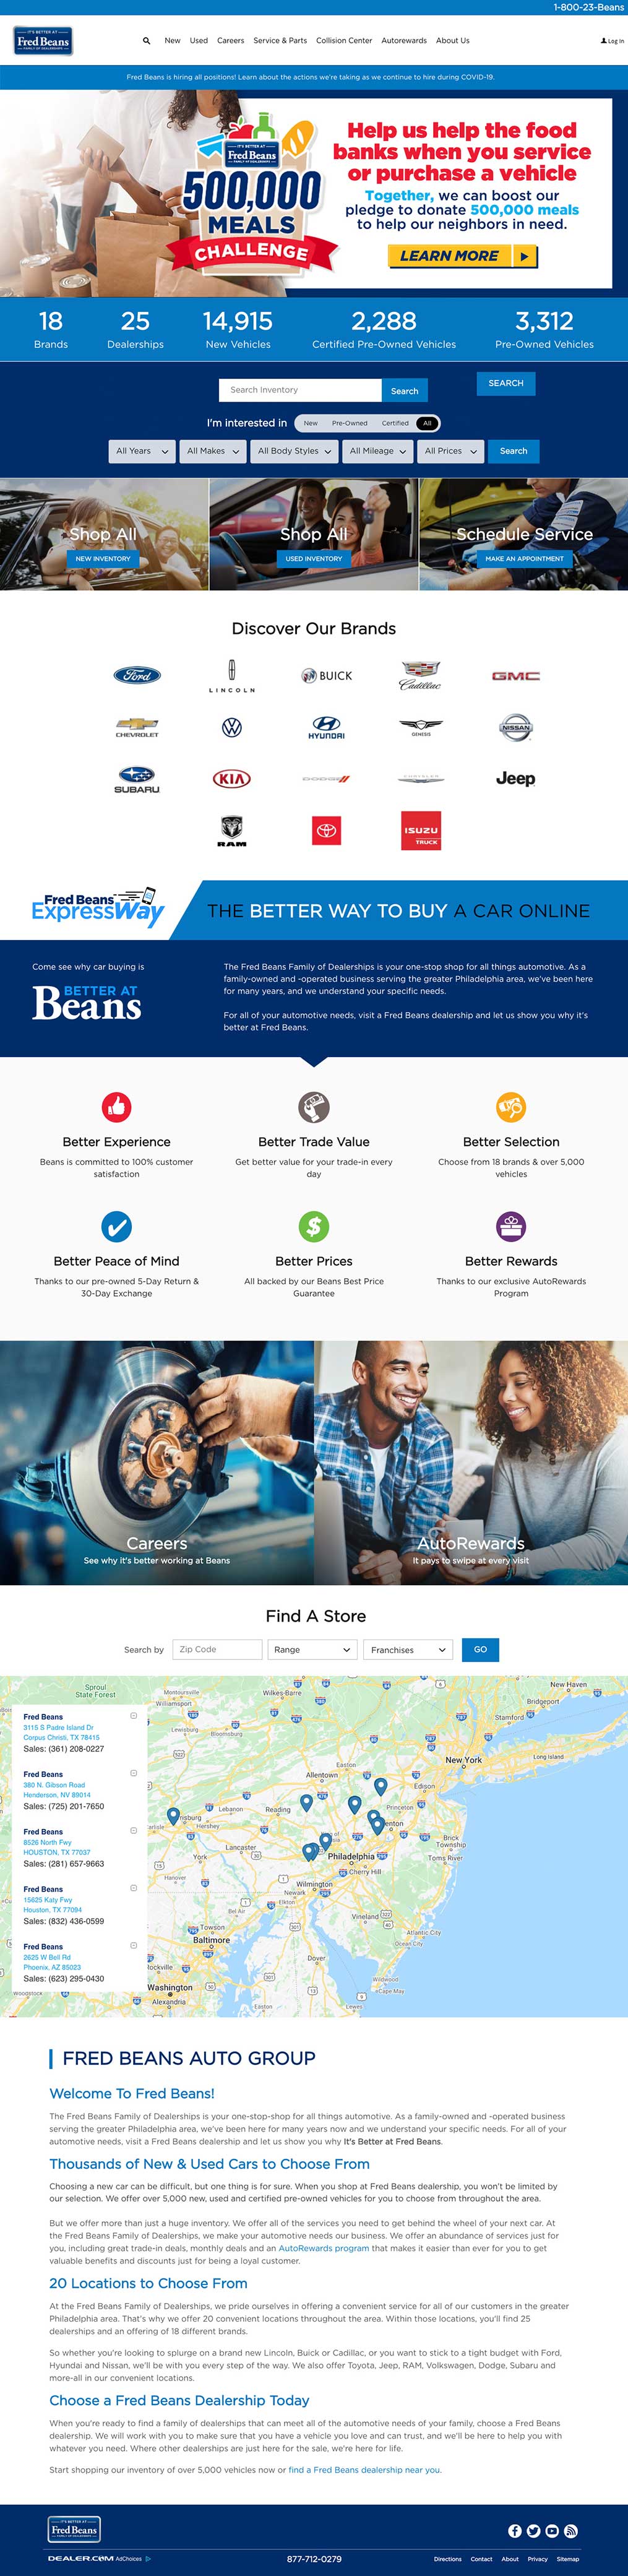 1-800-23-Beans
IT'S BETTER AT
Fred Beans
FAMILY OF DEALERSHIPS
New Used Careers Service & Parts Collision Center Autorewards About Us
Log In
Fred Beans is hiring all positions! Learn about the actions we're taking as we continue to hire during COVID-19.
IT'S BETTER AT
Fred Beans
FAMILY OF DEALERSHIPS
500,000
MEALS
CHALLENGE
Help us help the food
banks when you service
or purchase a vehicle
Together, we can boost our
pledge to donate 500,000 meals
to help our neighbors in need.
LEARN MORE
18 25 14,915 2,288 3,312
Brands Dealerships New Vehicles Certified Pre-Owned Vehicles Pre-Owned Vehicles
Search Inventory Search SEARCH
I'm interested in New Pre-Owned Certified All
All Years All Makes All Body Styles All Mileage All Prices Search
Shop All Shop All Schedule Service
NEW INVENTORY USED INVENTORY MAKE AN APPOINTMENT
Discover Our Brands
Ford LINCOLN BUICK Cadillac GMC
CHEVROLET HYUNDAI GENESIS NISSAN
SUBARU KIA DODGE CHRYSLER Jeep
RAM ISUZU
TRUCK
Fred Beans
ExpressWay
THE BETTER WAY TO BUY A CAR ONLINE
Come see why car buying is
BETTER AT
Beans
The Fred Beans Family of Dealerships is your one-stop shop for all things automotive. As a
family-owned and -operated business serving the greater Philadelphia area, we've been here
for many years, and we understand your specific needs.
For all of your automotive needs, visit a Fred Beans dealership and let us show you why it's
better at Fred Beans.
Better Experience
Beans is committed to 100% customer
satisfaction
Better Trade Value
Get better value for your trade-in every
day
Better Selection
Choose from 18 brands & over 5,000
vehicles
Better Peace of Mind
Thanks to our pre-owned 5-Day Return &
30-Day Exchange
Better Prices
All backed by our Beans Best Price
Guarantee
Better Rewards
Thanks to our exclusive AutoRewards
Program
Careers
See why it's better working at Beans
AutoRewards
It pays to swipe at every visit
Find A Store
Search by Zip Code Range Franchises GO
Fred Beans
3115 S Padre Island Dr
Corpus Christi, TX 78415
Sales: (361) 208-0227
Fred Beans
380 N. Gibson Road
Henderson, NV 89014
Sales: (725) 201-7650
Fred Beans
8526 North Fwy
HOUSTON, TX 77037
Sales: (281) 657-9663
Fred Beans
15625 Katy Fwy
Houston, TX 77094
Sales: (832) 436-0599
Fred Beans
2625 W Bell Rd
Phoenix, AZ 85023
Sales: (623) 295-0430
Sproul
State Forest
Montoursville
Williamsport
Wilkes-Barre
New Haven
Bridgeport
Stamford
Lewisburg
Bloomsburg
New York
Long Island
Easton
Allentown
Edison
Lebanon
Reading
Princeton
Hershey
Lancaster
York
Brick
Township
Toms River
Philadelphia
Cherry Hill
Hanover
Wilmington
Newark
Elkton
Bel Air
Vineland
Towson
Baltimore
Atlantic City
Ocean City
Dover
Rockville
Wildwood
Cape May
Washington
Alexandria
Woodstock
Easton
Lewes
FRED BEANS AUTO GROUP
Welcome To Fred Beans!
The Fred Beans Family of Dealerships is your one-stop-shop for all things automotive. As a family-owned and -operated business
serving the greater Philadelphia area, we've been here for many years now and we understand your specific needs. For all of your
automotive needs, visit a Fred Beans dealership and let us show you why It's Better at Fred Beans.
Thousands of New & Used Cars to Choose From
Choosing a new car can be difficult, but one thing is for sure. When you shop at Fred Beans dealership, you won't be limited by
our selection. We offer over 5,000 new, used and certified pre-owned vehicles for you to choose from throughout the area.
But we offer more than just a huge inventory. We offer all of the services you need to get behind the wheel of your next car. At
the Fred Beans Family of Dealerships, we make your automotive needs our business. We offer an abundance of services just for
you, including great trade-in deals, monthly deals and an AutoRewards program that makes it easier than ever for you to get
valuable benefits and discounts just for being a loyal customer.
20 Locations to Choose From
At the Fred Beans Family of Dealerships, we pride ourselves in offering a convenient service for all of our customers in the greater
Philadelphia area. That's why we offer 20 convenient locations throughout the area. Within those locations, you'll find 25
dealerships and an offering of 18 different brands.
So whether you're looking to splurge on a brand new Lincoln, Buick or Cadillac, or you want to stick to a tight budget with Ford,
Hyundai and Nissan, we'll be with you every step of the way. We also offer Toyota, Jeep, RAM, Volkswagen, Dodge, Subaru and
more-all in our convenient locations.
Choose a Fred Beans Dealership Today
When you're ready to find a family of dealerships that can meet all of the automotive needs of your family, choose a Fred Beans
dealership. We will work with you to make sure that you have a vehicle you love and can trust, and we'll be here to help you with
whatever you need. Where other dealerships are just here for the sale, we're here for life.
Start shopping our inventory of over 5,000 vehicles now or find a Fred Beans dealership near you.
IT'S BETTER AT
Fred Beans
FAMILY OF DEALERSHIPS
DEALER.COM AdChoices
877-712-0279
Directions Contact About Privacy Sitemap